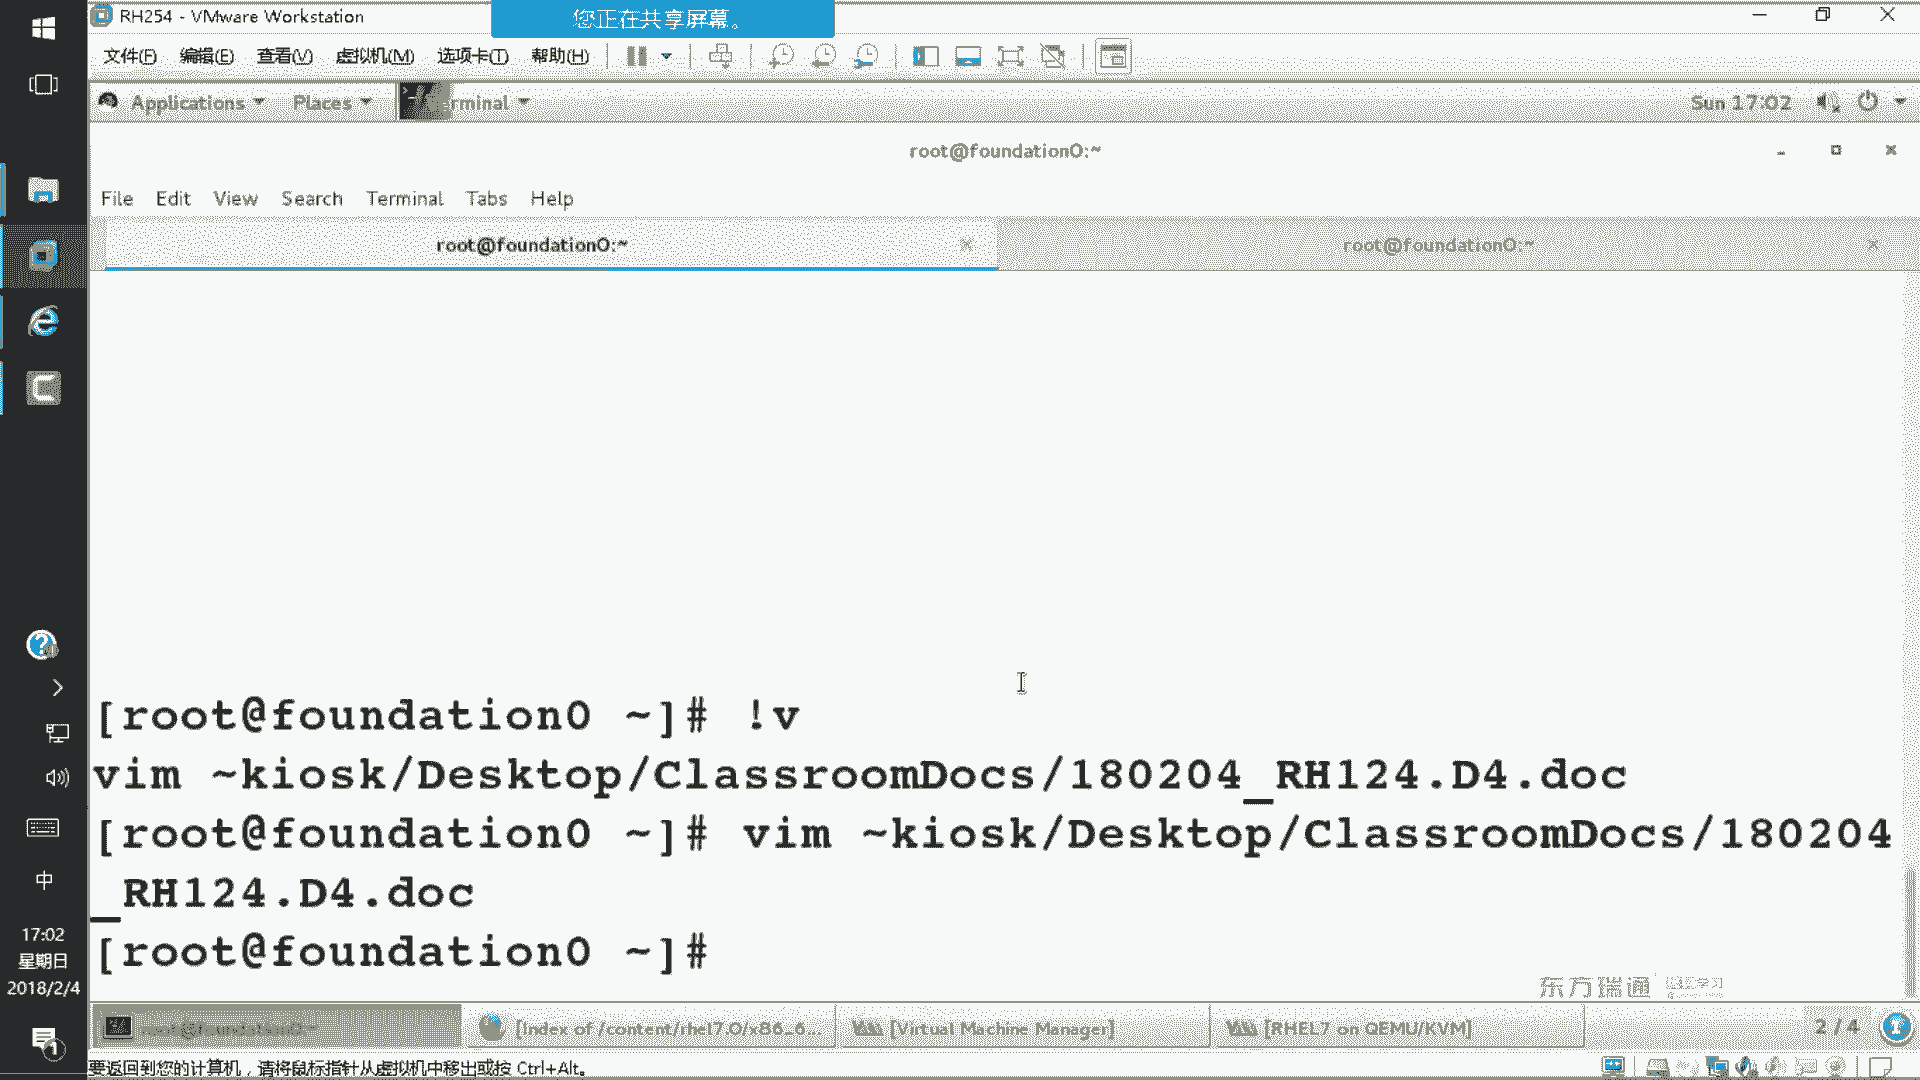 RH254 - VMware Workstation
您正在共享屏幕。
文件(F) 编辑(E) 查看(V) 虚拟机(M) 选项卡(T) 帮助(H)
Applications Places rminal
Sun 17:02
root@foundation0:~
File Edit View Search Terminal Tabs Help
root@foundation0:~ root@foundation0:~
[root@foundation0 ~]# !v
vim ~kiosk/Desktop/ClassroomDocs/180204_RH124.D4.doc
[root@foundation0 ~]# vim ~kiosk/Desktop/ClassroomDocs/180204
_RH124.D4.doc
[root@foundation0 ~]#
中
17:02
星期日
2018/2/4
1
东方瑞通
root@foundation0:~ [Index of /content/rhel7.0/x86_6... [Virtual Machine Manager] [RHEL7 on QEMU/KVM] 2 / 4
要返回到您的计算机，请将鼠标指针从虚拟机中移出或按 Ctrl+Alt。